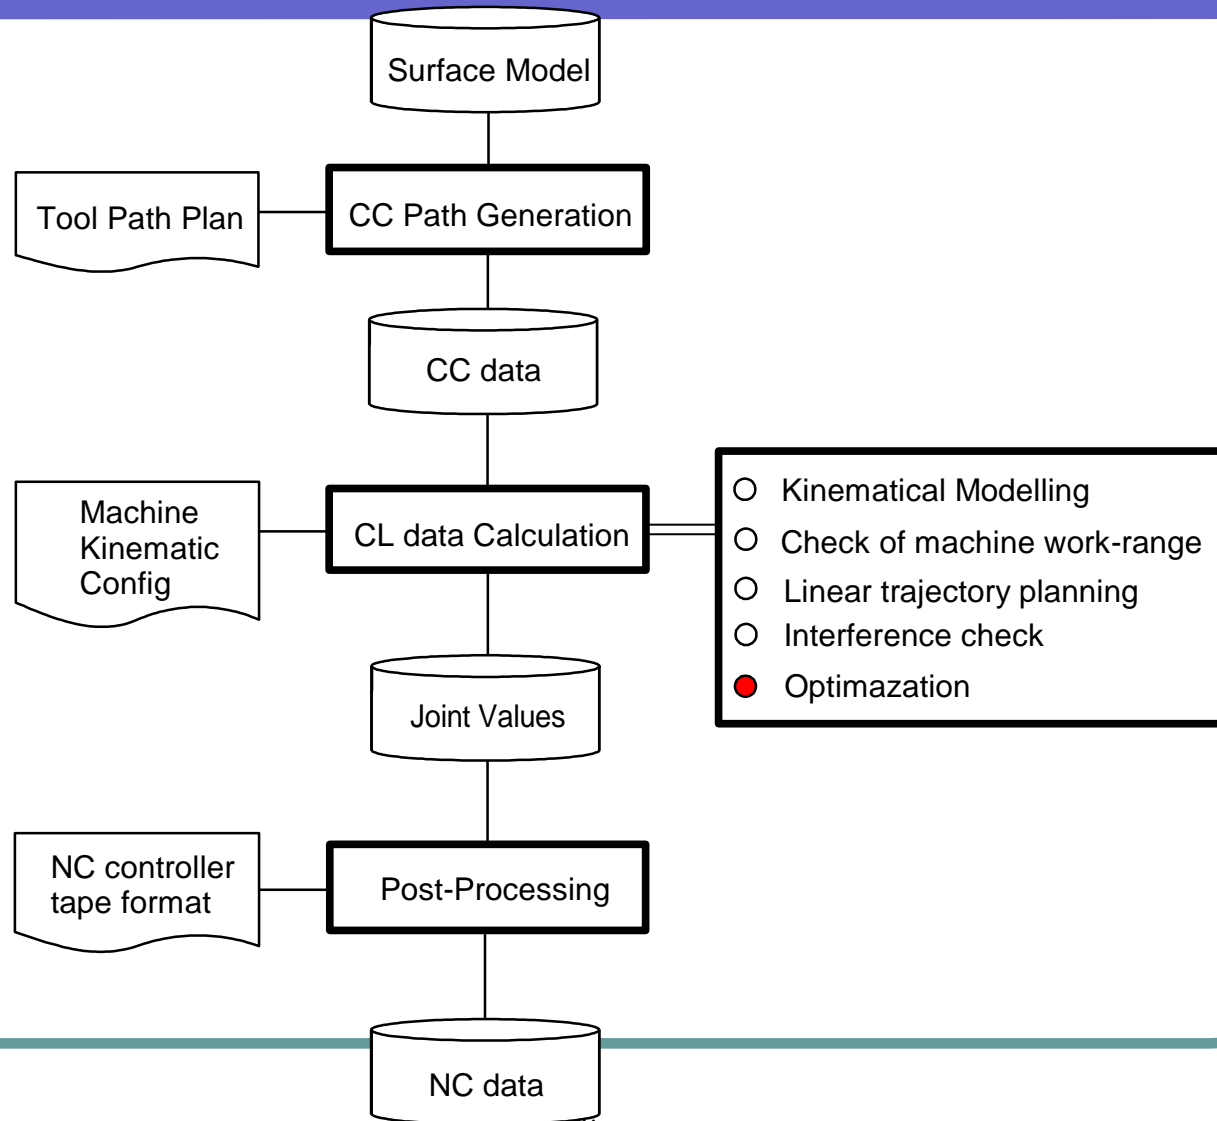 Surface Model
Tool Path Plan
CC Path Generation
CC data
Machine
Kinematic
Config
CL data Calculation
Kinematical Modelling
Check of machine work-range
Linear trajectory planning
Interference check
Optimazation
Joint Values
NC controller
tape format
Post-Processing
NC data